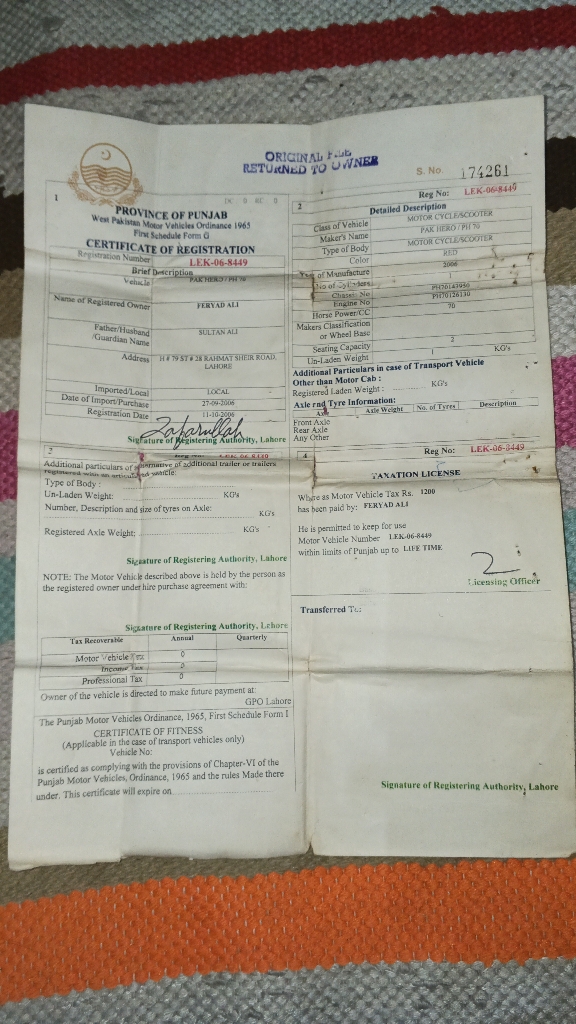 ORIGINAL FILE
RETURNED TO OWNER
S. No. 174261
1
PROVINCE OF PUNJAB
West Pakistan Motor Vehicles Ordinance 1965
First Schedule Form G
CERTIFICATE OF REGISTRATION
Registration Number LEK-06-8449
Brief Description
Vehicle PAK HERO / PH 70
Name of Registered Owner FERYAD ALI
Father/Husband
/Guardian Name SULTAN ALI
Address H # 79 ST # 28 RAHMAT SHEIR ROAD,
LAHORE
Imported/Local LOCAL
Date of Import/Purchase 27-09-2006
Registration Date 11-10-2006
Zafarullah
Signature of Registering Authority, Lahore
Reg No: LEK-06-8449
2
Detailed Description
Class of Vehicle MOTOR CYCLE/SCOOTER
Maker's Name PAK HERO / PH 70
Type of Body MOTOR CYCLE/SCOOTER
Color RED
Year of Manufacture 2006
No of Cylinders
Chassis No
Engine No
Horse Power/CC 70
Makers Classification
or Wheel Base
Seating Capacity 2
Un-Laden Weight 1 KG's
Additional Particulars in case of Transport Vehicle
Other than Motor Cab :
Registered Laden Weight: KG's
Axle and Tyre Information:
Axle Axle Weight No. of Tyres Description
Front Axle
Rear Axle
Any Other
3
Reg No:
Additional particulars of alternative of additional trailer or trailers
registered with an articulated vehicle:
Type of Body :
Un-Laden Weight: KG's
Number, Description and size of tyres on Axle:
KG's
Registered Axle Weight: KG's
Signature of Registering Authority, Lahore
NOTE: The Motor Vehicle described above is held by the person as
the registered owner under hire purchase agreement with:
Signature of Registering Authority, Lahore
Tax Recoverable Annual Quarterly
Motor Vehicle Tax 0
Income Tax 0
Professional Tax 0
Owner of the vehicle is directed to make future payment at:
GPO Lahore
The Punjab Motor Vehicles Ordinance, 1965, First Schedule Form I
CERTIFICATE OF FITNESS
(Applicable in the case of transport vehicles only)
Vehicle No:
is certified as complying with the provisions of Chapter-VI of the
Punjab Motor Vehicles, Ordinance, 1965 and the rules Made there
under. This certificate will expire on
4
Reg No: LEK-06-8449
TAXATION LICENSE
Where as Motor Vehicle Tax Rs. 1200
has been paid by: FERYAD ALI
He is permitted to keep for use
Motor Vehicle Number LEK-06-8449
within limits of Punjab up to LIFE TIME
Licensing Officer
Transferred To:
Signature of Registering Authority, Lahore